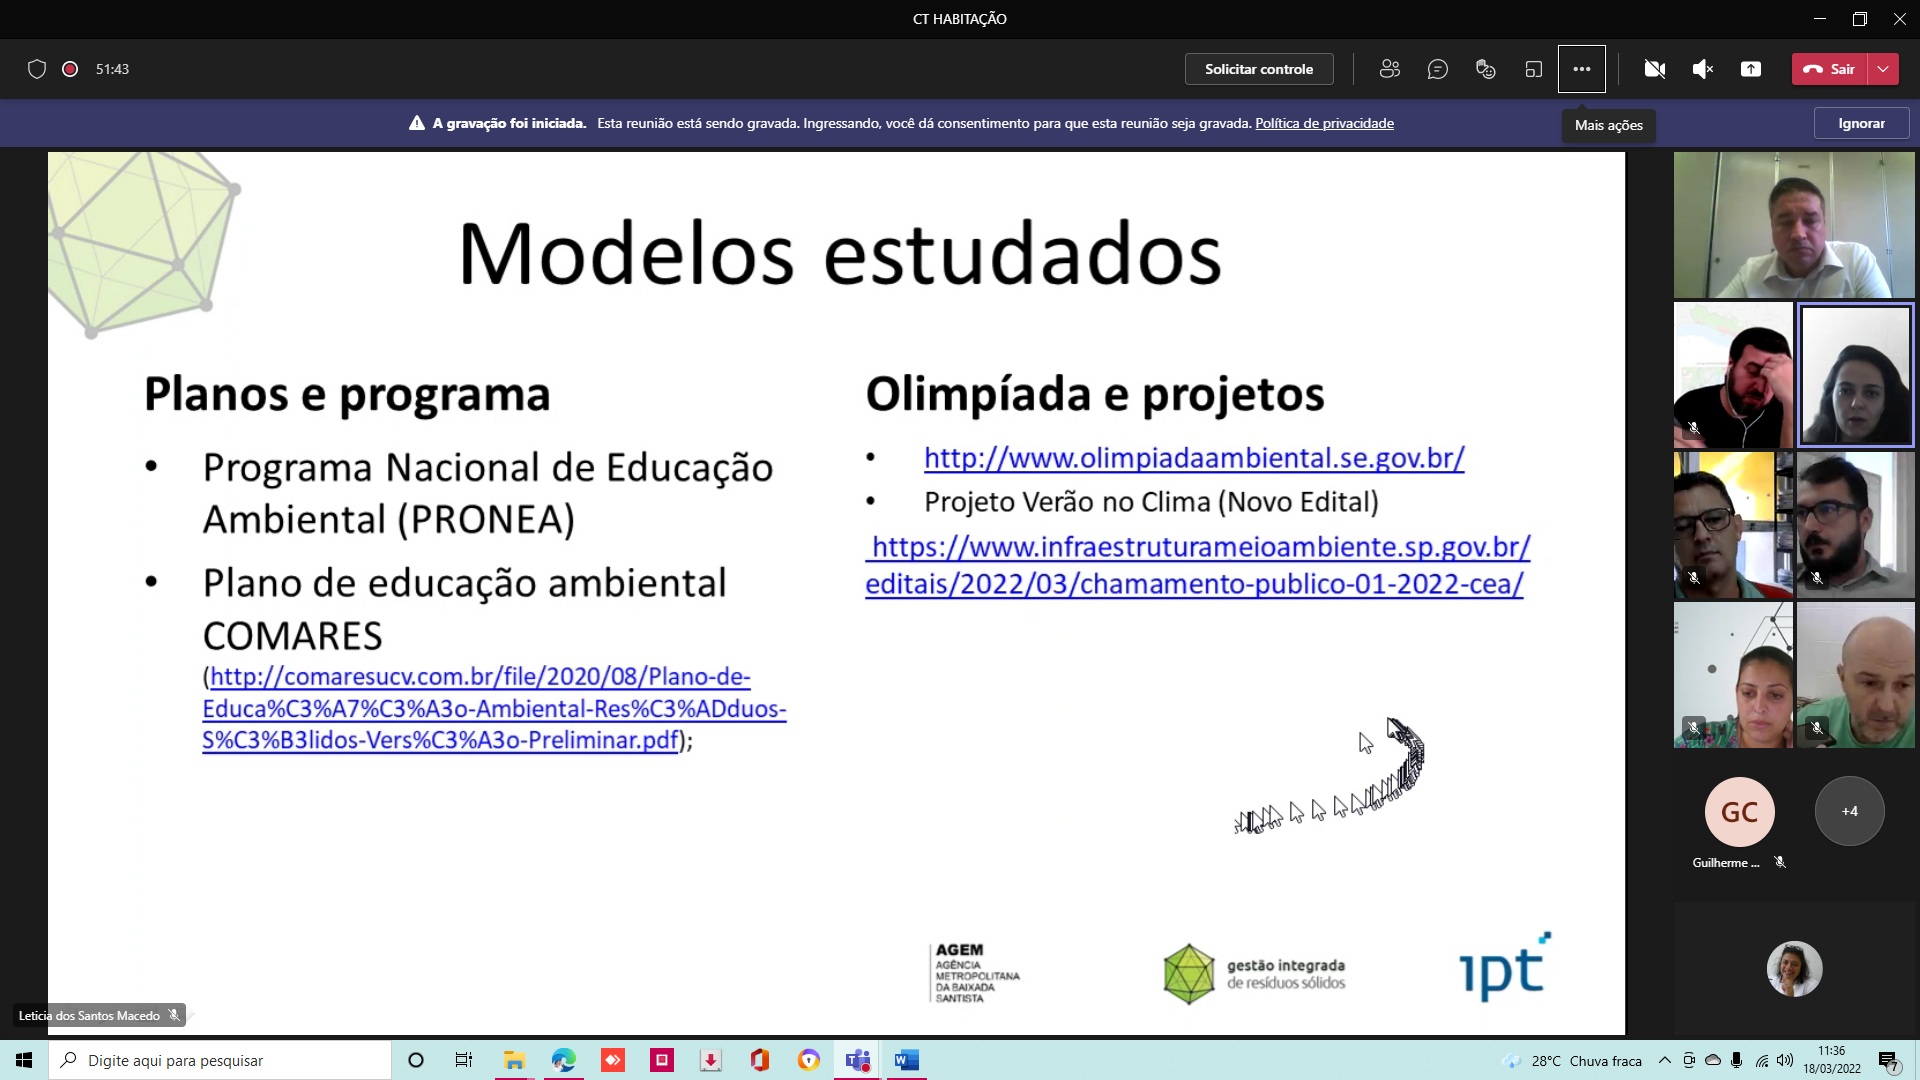 CT HABITAÇÃO
51:43
Solicitar controle
Sair
A gravação foi iniciada. Esta reunião está sendo gravada. Ingressando, você dá consentimento para que esta reunião seja gravada. Política de privacidade
Mais ações
Ignorar
Modelos estudados
Planos e programa
• Programa Nacional de Educação
Ambiental (PRONEA)
• Plano de educação ambiental
COMARES
(http://comaresucv.com.br/file/2020/08/Plano-de-
Educa%C3%A7%C3%A3o-Ambiental-Res%C3%ADduos-
S%C3%B3lidos-Vers%C3%A3o-Preliminar.pdf);
Olimpíada e projetos
• http://www.olimpiadaambiental.se.gov.br/
• Projeto Verão no Clima (Novo Edital)
https://www.infraestruturameioambiente.sp.gov.br/
editais/2022/03/chamamento-publico-01-2022-cea/
AGEM
AGÊNCIA
METROPOLITANA
DA BAIXADA
SANTISTA
gestão integrada
de resíduos sólidos
ipt
GC
+4
Guilherme ...
Leticia dos Santos Macedo
Digite aqui para pesquisar
28°C Chuva fraca
11:36
18/03/2022
7